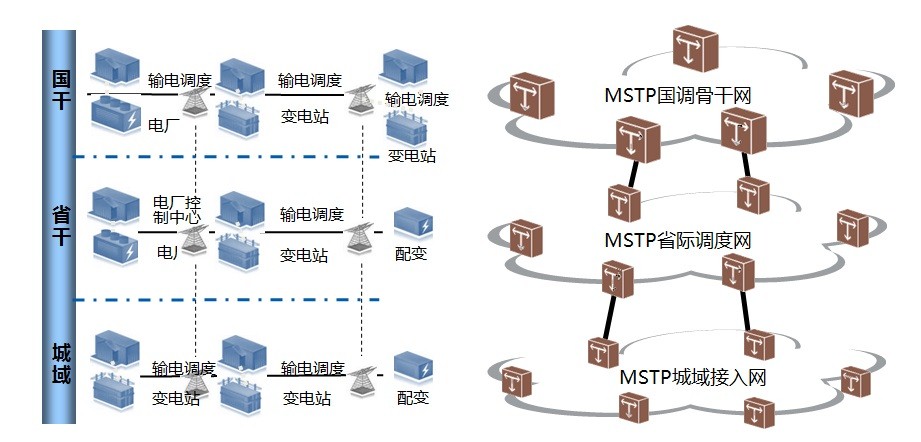 国
干
输电调度
输电调度
输电调度
电厂
变电站
变电站
省
干
电厂控
制中心
输电调度
电厂
变电站
配变
城
域
输电调度
输电调度
变电站
变电站
配变
MSTP国调骨干网
MSTP省际调度网
MSTP城域接入网